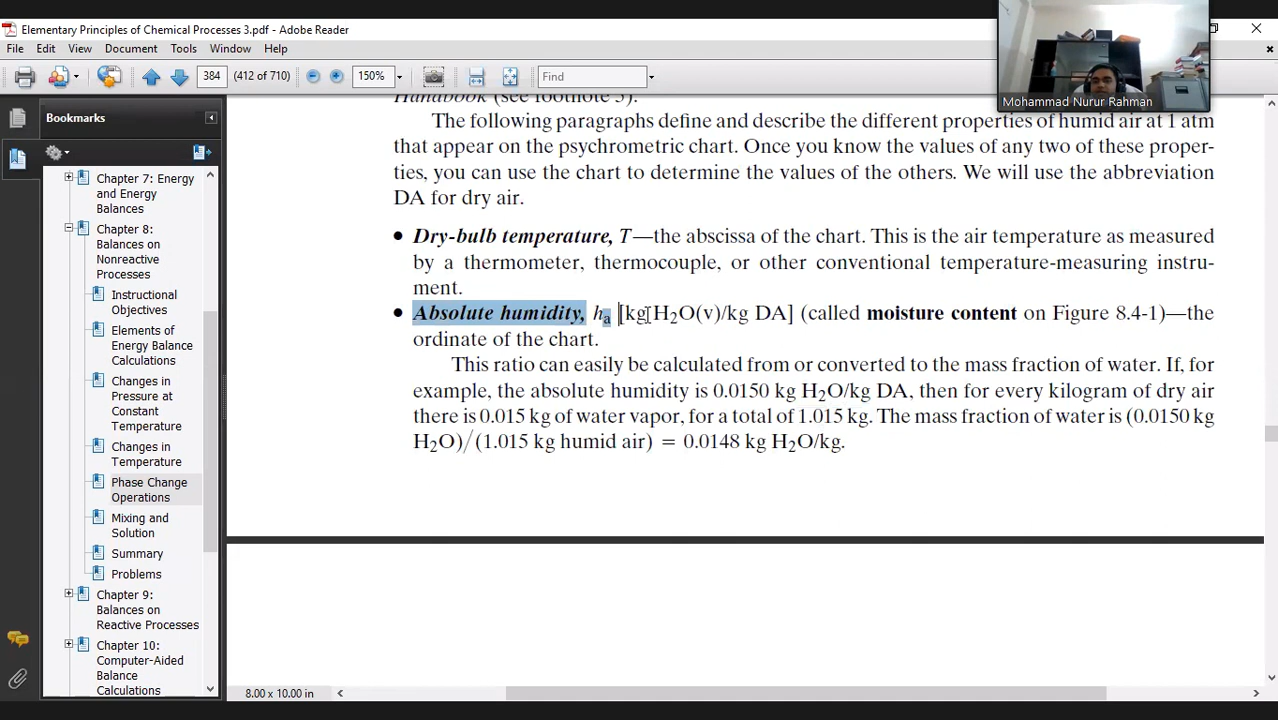 Elementary Principles of Chemical Processes 3.pdf - Adobe Reader
File Edit View Document Tools Window Help
384 (412 of 710) 150% Find
Mohammad Nurur Rahman
Bookmarks
Chapter 7: Energy
and Energy
Balances
Chapter 8:
Balances on
Nonreactive
Processes
Instructional
Objectives
Elements of
Energy Balance
Calculations
Changes in
Pressure at
Constant
Temperature
Changes in
Temperature
Phase Change
Operations
Mixing and
Solution
Summary
Problems
Chapter 9:
Balances on
Reactive Processes
Chapter 10:
Computer-Aided
Balance
Calculations
Handbook (see footnote 5).
The following paragraphs define and describe the different properties of humid air at 1 atm
that appear on the psychrometric chart. Once you know the values of any two of these proper-
ties, you can use the chart to determine the values of the others. We will use the abbreviation
DA for dry air.
• Dry-bulb temperature, T—the abscissa of the chart. This is the air temperature as measured
by a thermometer, thermocouple, or other conventional temperature-measuring instru-
ment.
• Absolute humidity, hₐ [kg H₂O(v)/kg DA] (called moisture content on Figure 8.4-1)—the
ordinate of the chart.
This ratio can easily be calculated from or converted to the mass fraction of water. If, for
example, the absolute humidity is 0.0150 kg H₂O/kg DA, then for every kilogram of dry air
there is 0.015 kg of water vapor, for a total of 1.015 kg. The mass fraction of water is (0.0150 kg
H₂O)/(1.015 kg humid air) = 0.0148 kg H₂O/kg.
8.00 x 10.00 in